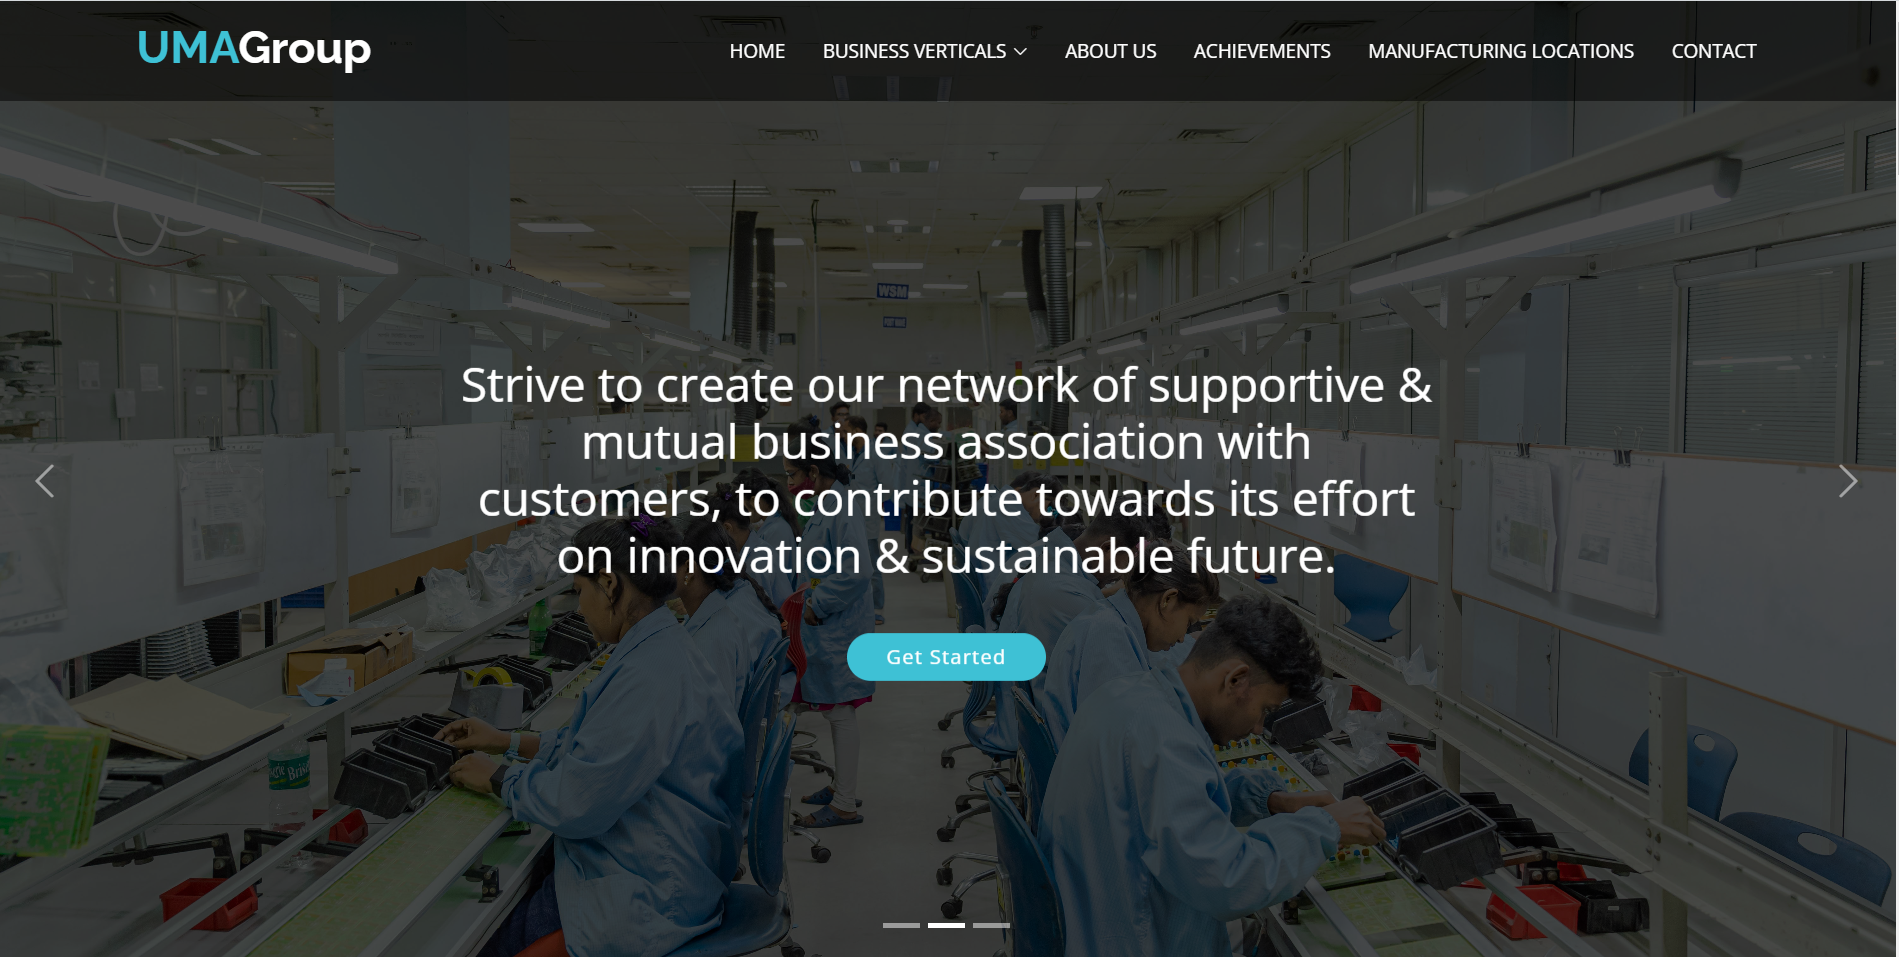 UMAGroup
HOME BUSINESS VERTICALS ABOUT US ACHIEVEMENTS MANUFACTURING LOCATIONS CONTACT
WSM
Strive to create our network of supportive &
mutual business association with
customers, to contribute towards its effort
on innovation & sustainable future.
Get Started